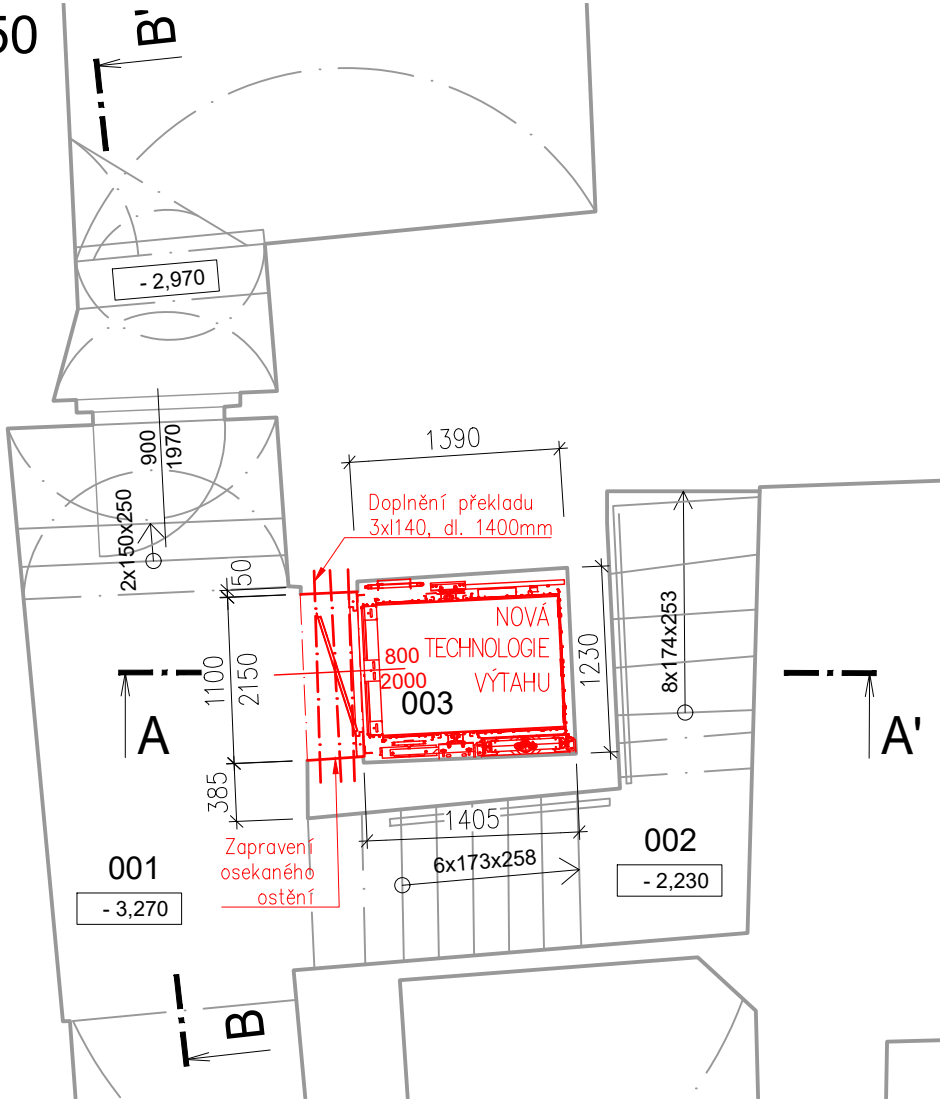 50
B'
- 2,970
900
1970
2x150x250
1390
Doplnění překladu
3xI140, dl. 1400mm
50
1100
2150
385
NOVÁ
TECHNOLOGIE
VÝTAHU
800
2000
003
1230
8x174x253
A
A'
1405
Zapravení
osekaného
ostění
6x173x258
001
- 3,270
002
- 2,230
B